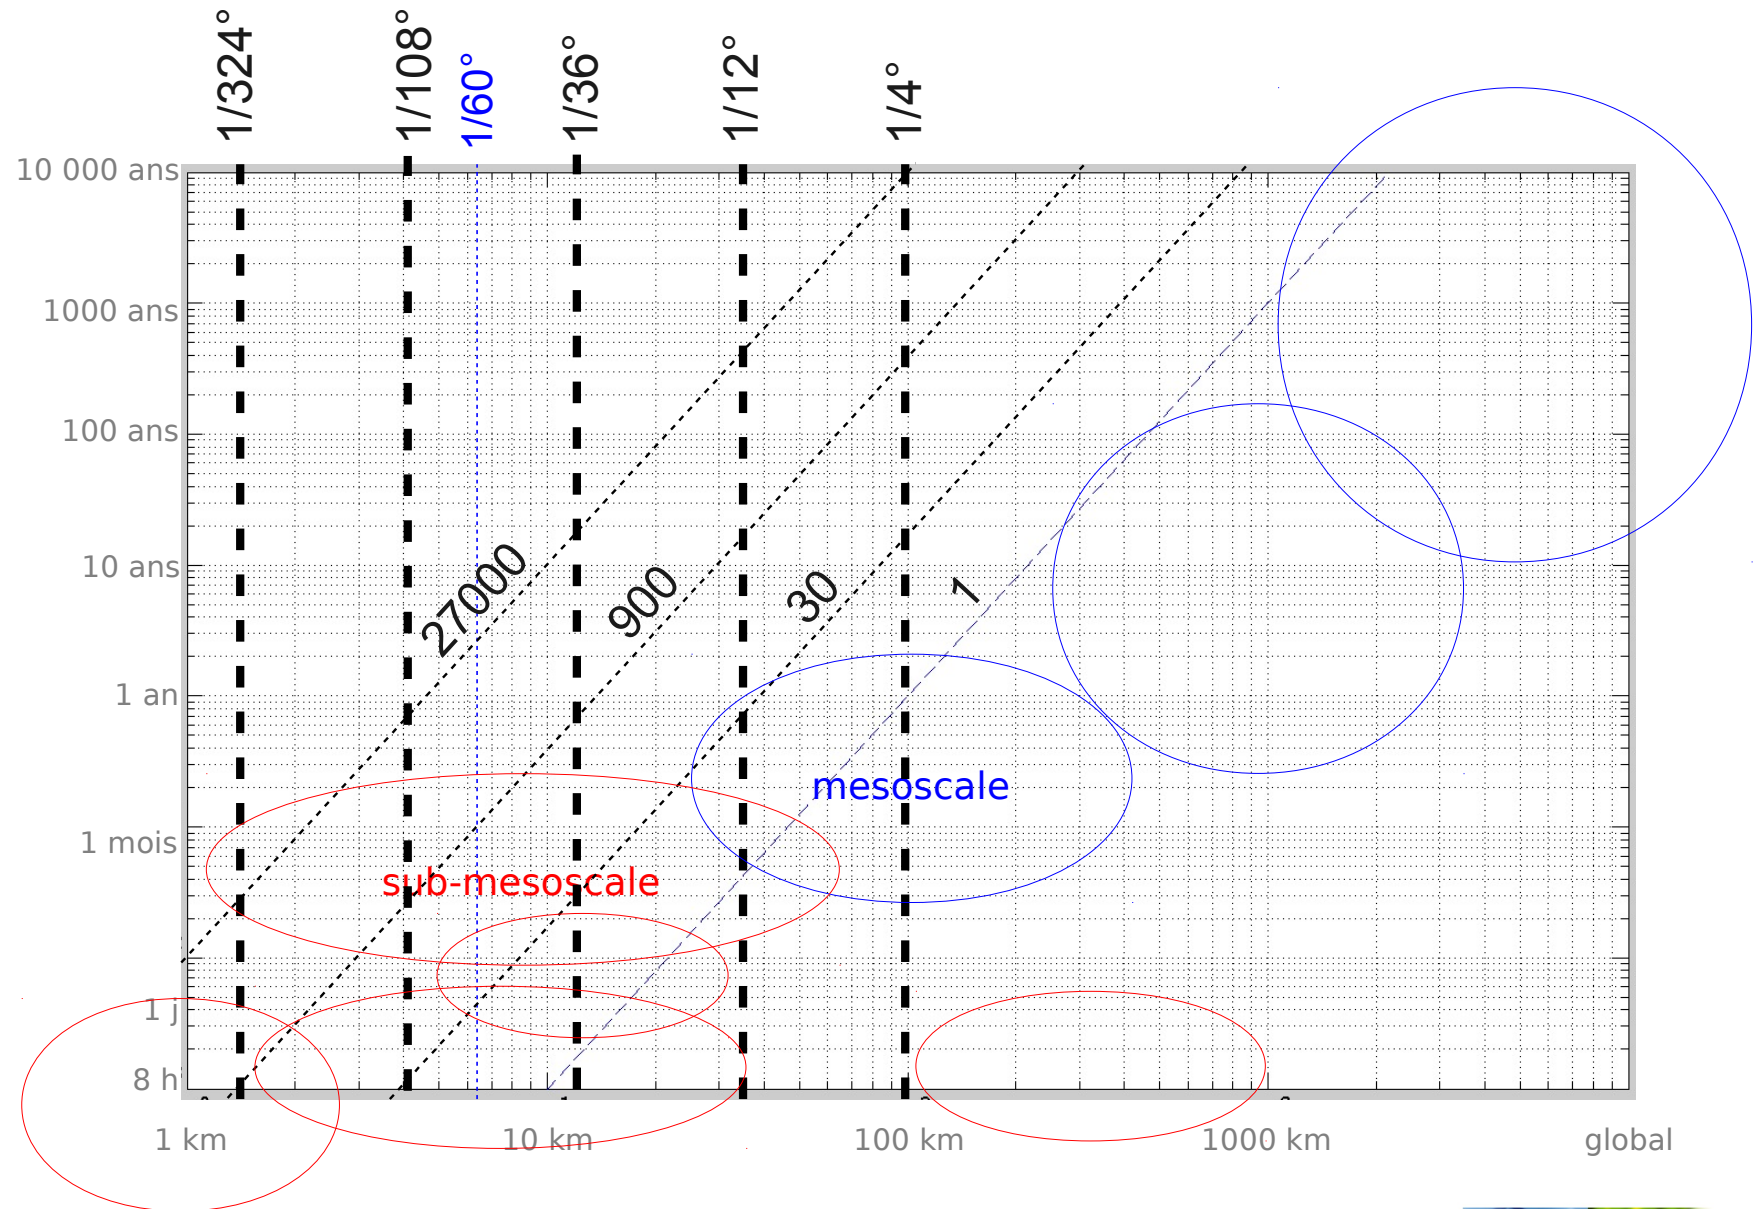 1/324°
1/108°
1/60°
1/36°
1/12°
1/4°
10 000 ans
1000 ans
100 ans
10 ans
1 an
1 mois
1 j
8 h
27000
900
30
1
mesoscale
sub-mesoscale
1 km
10 km
100 km
1000 km
global